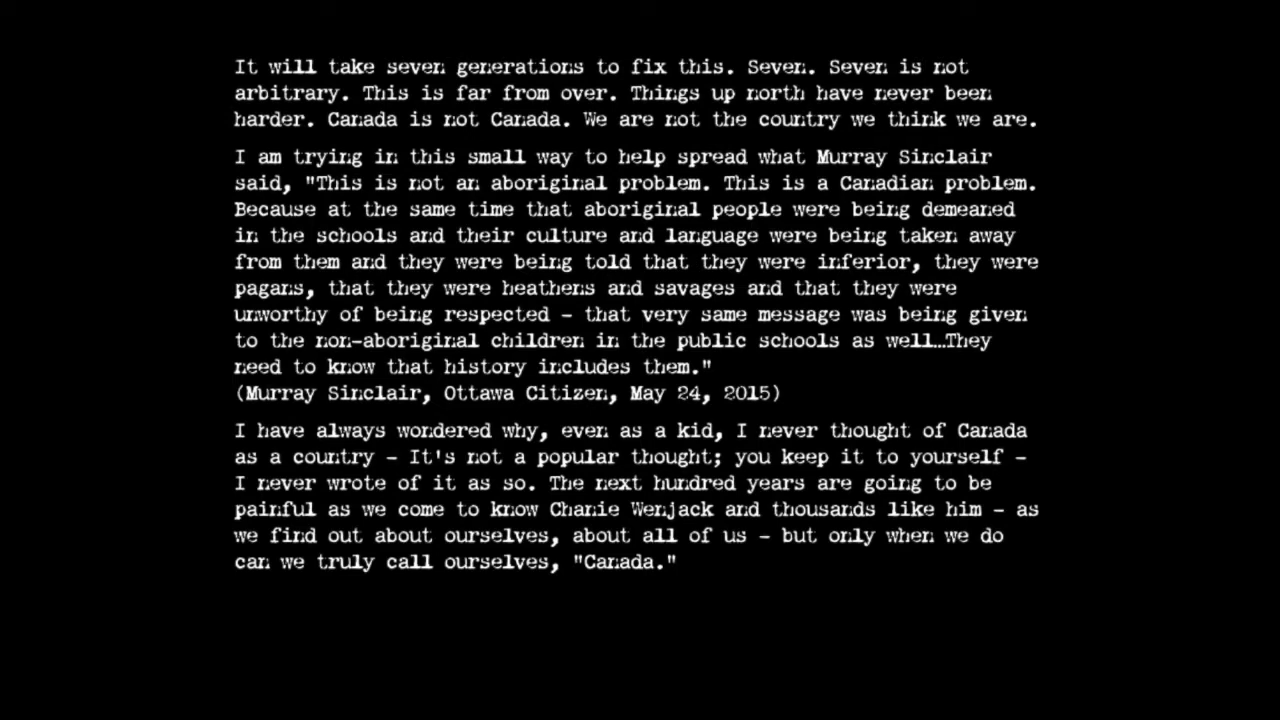 It will take seven generations to fix this. Seven. Seven is not
arbitrary. This is far from over. Things up north have never been
harder. Canada is not Canada. We are not the country we think we are.
I am trying in this small way to help spread what Murray Sinclair
said, "This is not an aboriginal problem. This is a Canadian problem.
Because at the same time that aboriginal people were being demeaned
in the schools and their culture and language were being taken away
from them and they were being told that they were inferior, they were
pagans, that they were heathens and savages and that they were
unworthy of being respected – that very same message was being given
to the non-aboriginal children in the public schools as well…They
need to know that history includes them."
(Murray Sinclair, Ottawa Citizen, May 24, 2015)
I have always wondered why, even as a kid, I never thought of Canada
as a country – It's not a popular thought; you keep it to yourself –
I never wrote of it as so. The next hundred years are going to be
painful as we come to know Chanie Wenjack and thousands like him – as
we find out about ourselves, about all of us – but only when we do
can we truly call ourselves, "Canada."